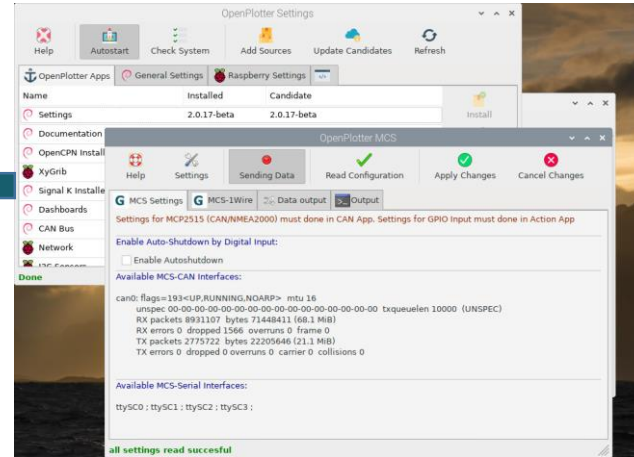 OpenPlotter Settings
Help Autostart Check System Add Sources Update Candidates Refresh
OpenPlotter Apps General Settings Raspberry Settings
Name Installed Candidate
Settings 2.0.17-beta 2.0.17-beta
Install
Documentation
OpenCPN Install
XyGrib
Signal K Installe
Dashboards
CAN Bus
Network
I2C Sensors
Done
OpenPlotter MCS
Help Settings Sending Data Read Configuration Apply Changes Cancel Changes
MCS Settings MCS-1Wire Data output Output
Settings for MCP2515 (CAN/NMEA2000) must done in CAN App. Settings for GPIO Input must done in Action App
Enable Auto-Shutdown by Digital Input:
Enable Autoshutdown
Available MCS-CAN Interfaces:
can0: flags=193<UP,RUNNING,NOARP> mtu 16
unspec 00-00-00-00-00-00-00-00-00-00-00-00-00-00-00-00 txqueuelen 10000 (UNSPEC)
RX packets 8931107 bytes 71448411 (68.1 MiB)
RX errors 0 dropped 1566 overruns 0 frame 0
TX packets 2775722 bytes 22205646 (21.1 MiB)
TX errors 0 dropped 0 overruns 0 carrier 0 collisions 0
Available MCS-Serial Interfaces:
ttySC0 ; ttySC1 ; ttySC2 ; ttySC3 ;
all settings read succesful